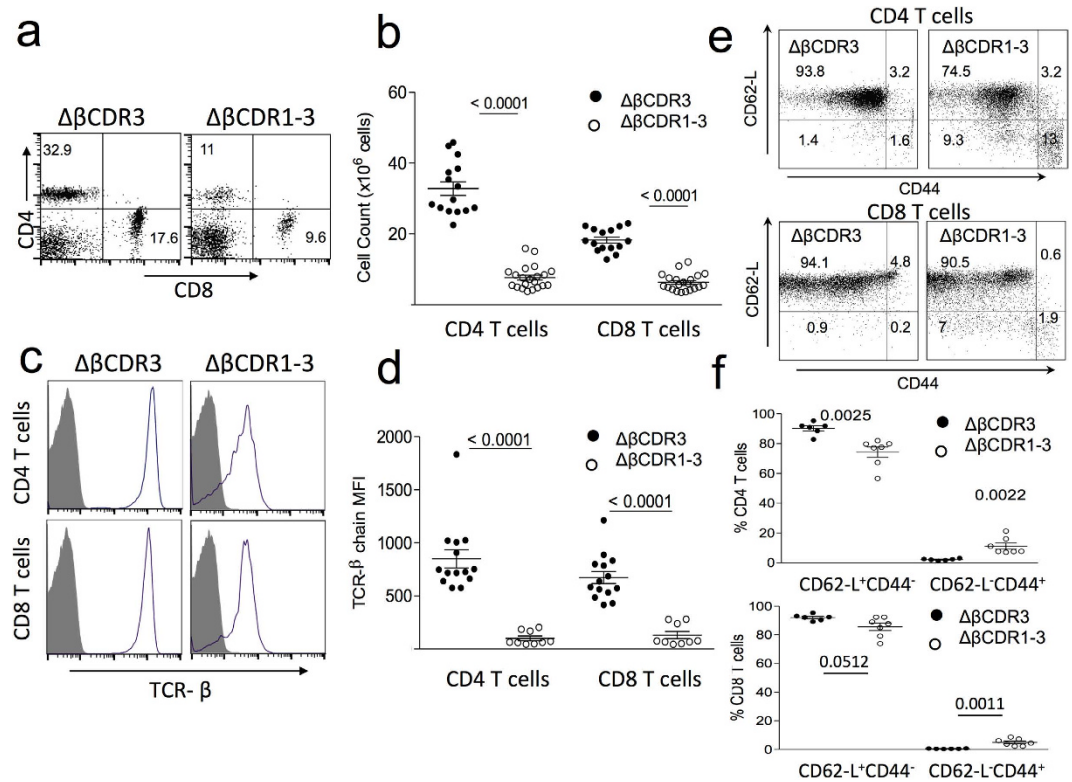 a
ΔβCDR3 ΔβCDR1-3
32.9
11
17.6
9.6
CD4
CD8
b
ΔβCDR3
ΔβCDR1-3
< 0.0001
< 0.0001
60
40
20
Cell Count (x10⁶ cells)
CD4 T cells CD8 T cells
c
ΔβCDR3 ΔβCDR1-3
CD4 T cells
CD8 T cells
TCR- β
d
ΔβCDR3
ΔβCDR1-3
< 0.0001
< 0.0001
2000
1500
1000
500
TCR-β chain MFI
CD4 T cells CD8 T cells
e
CD4 T cells
ΔβCDR3 ΔβCDR1-3
93.8 3.2 74.5 3.2
1.4 1.6 9.3 13
CD62-L
CD44
CD8 T cells
ΔβCDR3 ΔβCDR1-3
94.1 4.8 90.5 0.6
0.9 0.2 7 1.9
CD62-L
CD44
f
100
80
60
40
20
0
% CD4 T cells
0.0025
ΔβCDR3
ΔβCDR1-3
0.0022
CD62-L⁺CD44⁻ CD62-L⁻CD44⁺
100
80
60
40
20
0
% CD8 T cells
ΔβCDR3
ΔβCDR1-3
0.0512
0.0011
CD62-L⁺CD44⁻ CD62-L⁻CD44⁺